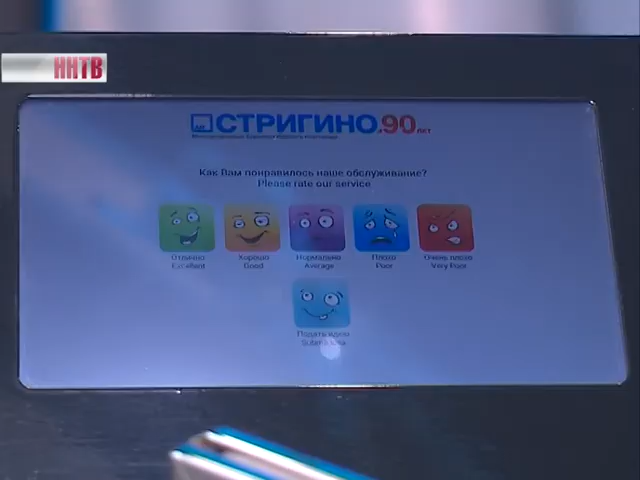 ННТВ
СТРИГИНО 90 лет
Как Вам понравилось наше обслуживание?
Please rate our service
Отлично Хорошо Нормально Плохо Очень плохо
Excellent Good Average Poor Very Poor
Подать идею